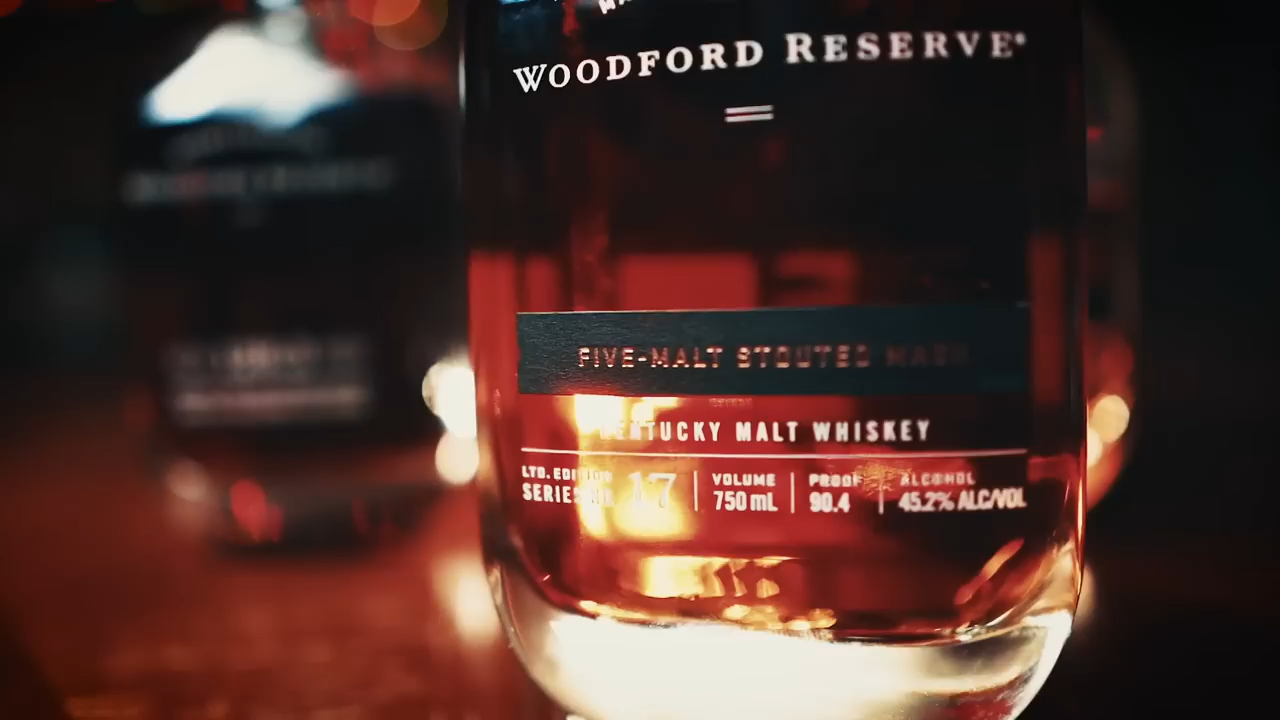 WOODFORD RESERVE®
FIVE-MALT STOUTED MASH
KENTUCKY MALT WHISKEY
LTD. EDITION
SERIES No. 17
VOLUME
750 mL
PROOF
90.4
ALCOHOL
45.2% ALC/VOL